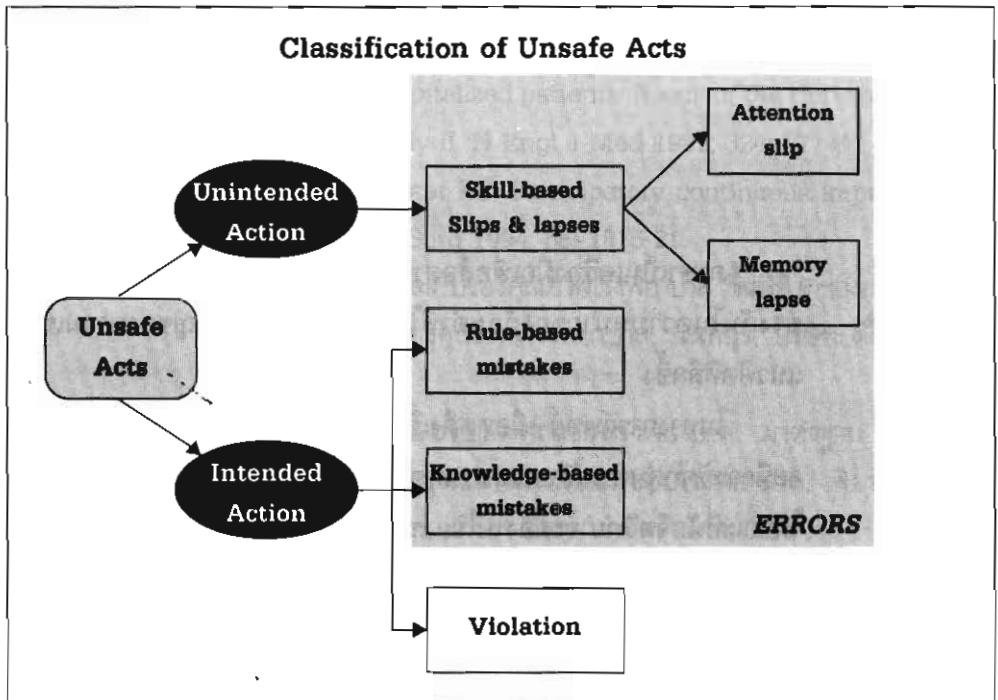 Classification of Unsafe Acts
Attention
slip
Unintended
Action
Skill-based
Slips & lapses
Memory
lapse
Unsafe
Acts
Rule-based
mistakes
Intended
Action
Knowledge-based
mistakes
ERRORS
Violation